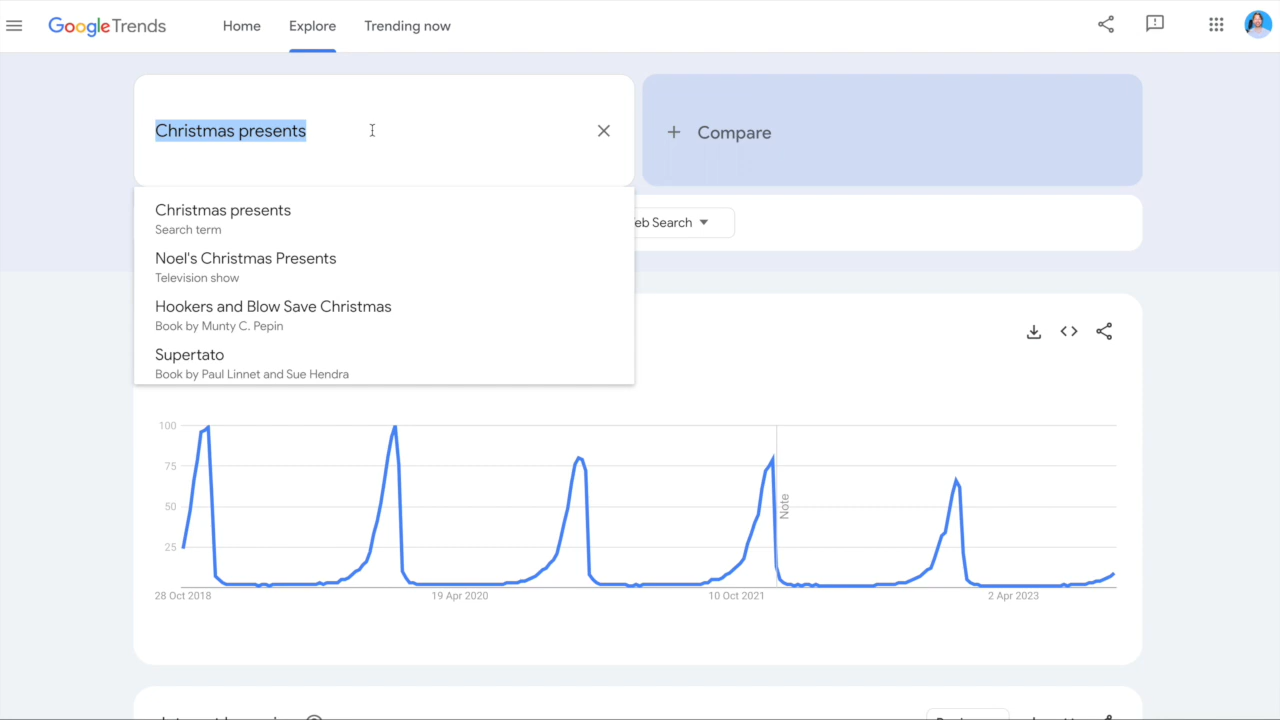 GoogleTrends
Home
Explore
Trending now
Christmas presents
+ Compare
Christmas presents
Search term
Noel's Christmas Presents
Television show
Hookers and Blow Save Christmas
Book by Munty C. Pepin
Supertato
Book by Paul Linnet and Sue Hendra
eb Search
100
75
50
25
Note
28 Oct 2018
19 Apr 2020
10 Oct 2021
2 Apr 2023